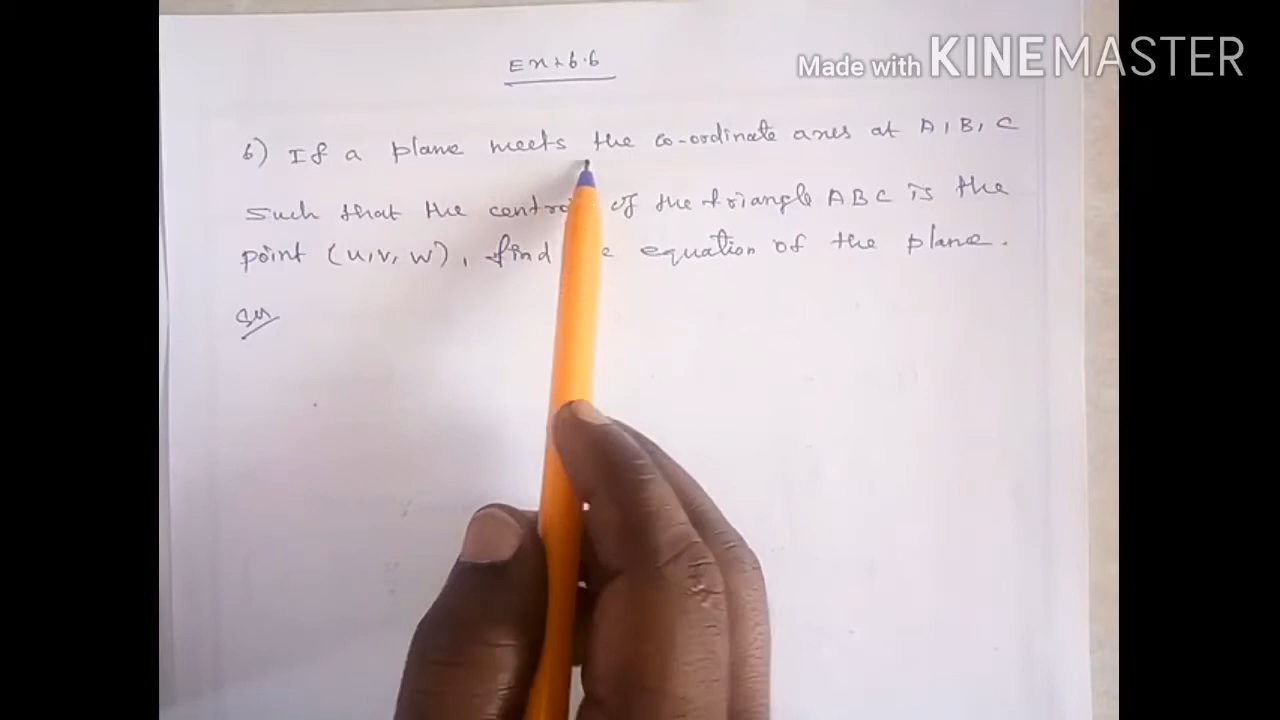 Made with KINEMASTER
Ex 6.6
6) If a plane meets the co-ordinate axes at A, B, C
such that the of the triangle ABC is the
point (u, v, w), find equation of the plane.